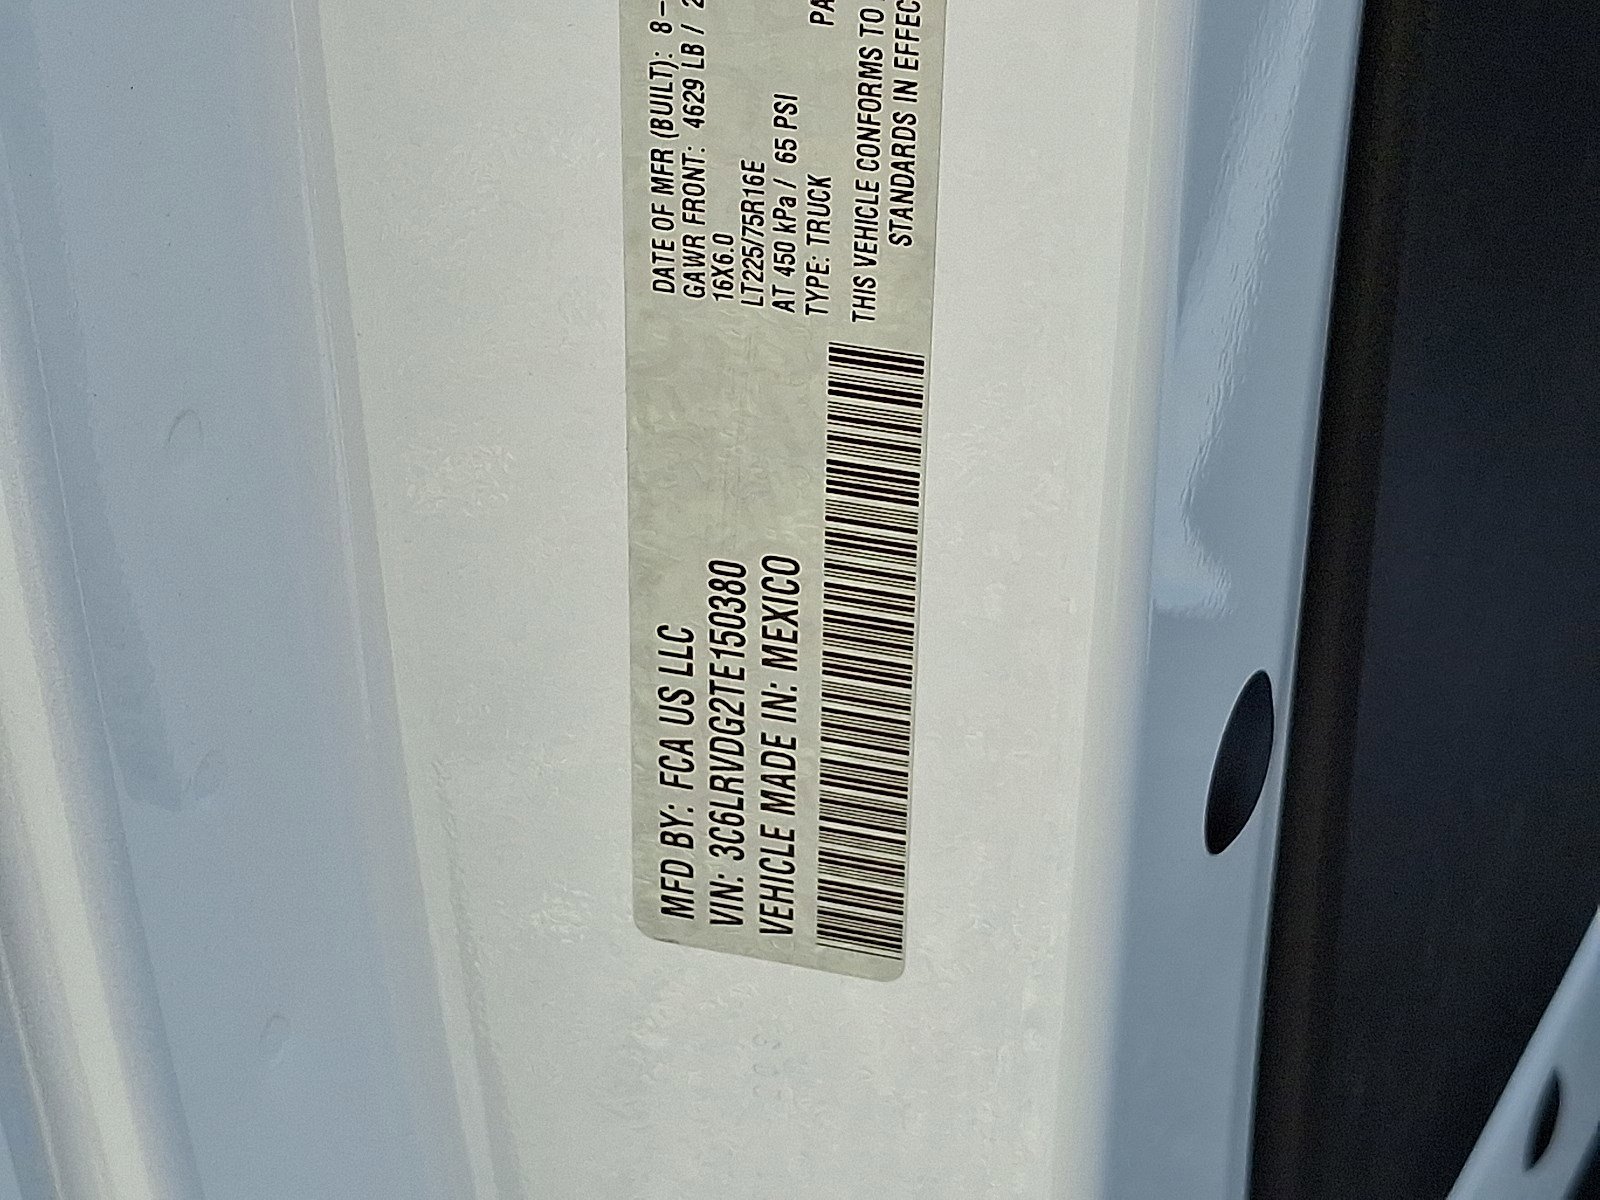 MFD BY: FCA US LLC
VIN: 3C6LRVDG2TE150380
VEHICLE MADE IN: MEXICO
DATE OF MFR (BUILT): 8-
GAWR FRONT: 4629 LB / 2
16X6.0
LT225/75R16E
AT 450 kPa / 65 PSI
TYPE: TRUCK PA
THIS VEHICLE CONFORMS TO
STANDARDS IN EFFEC